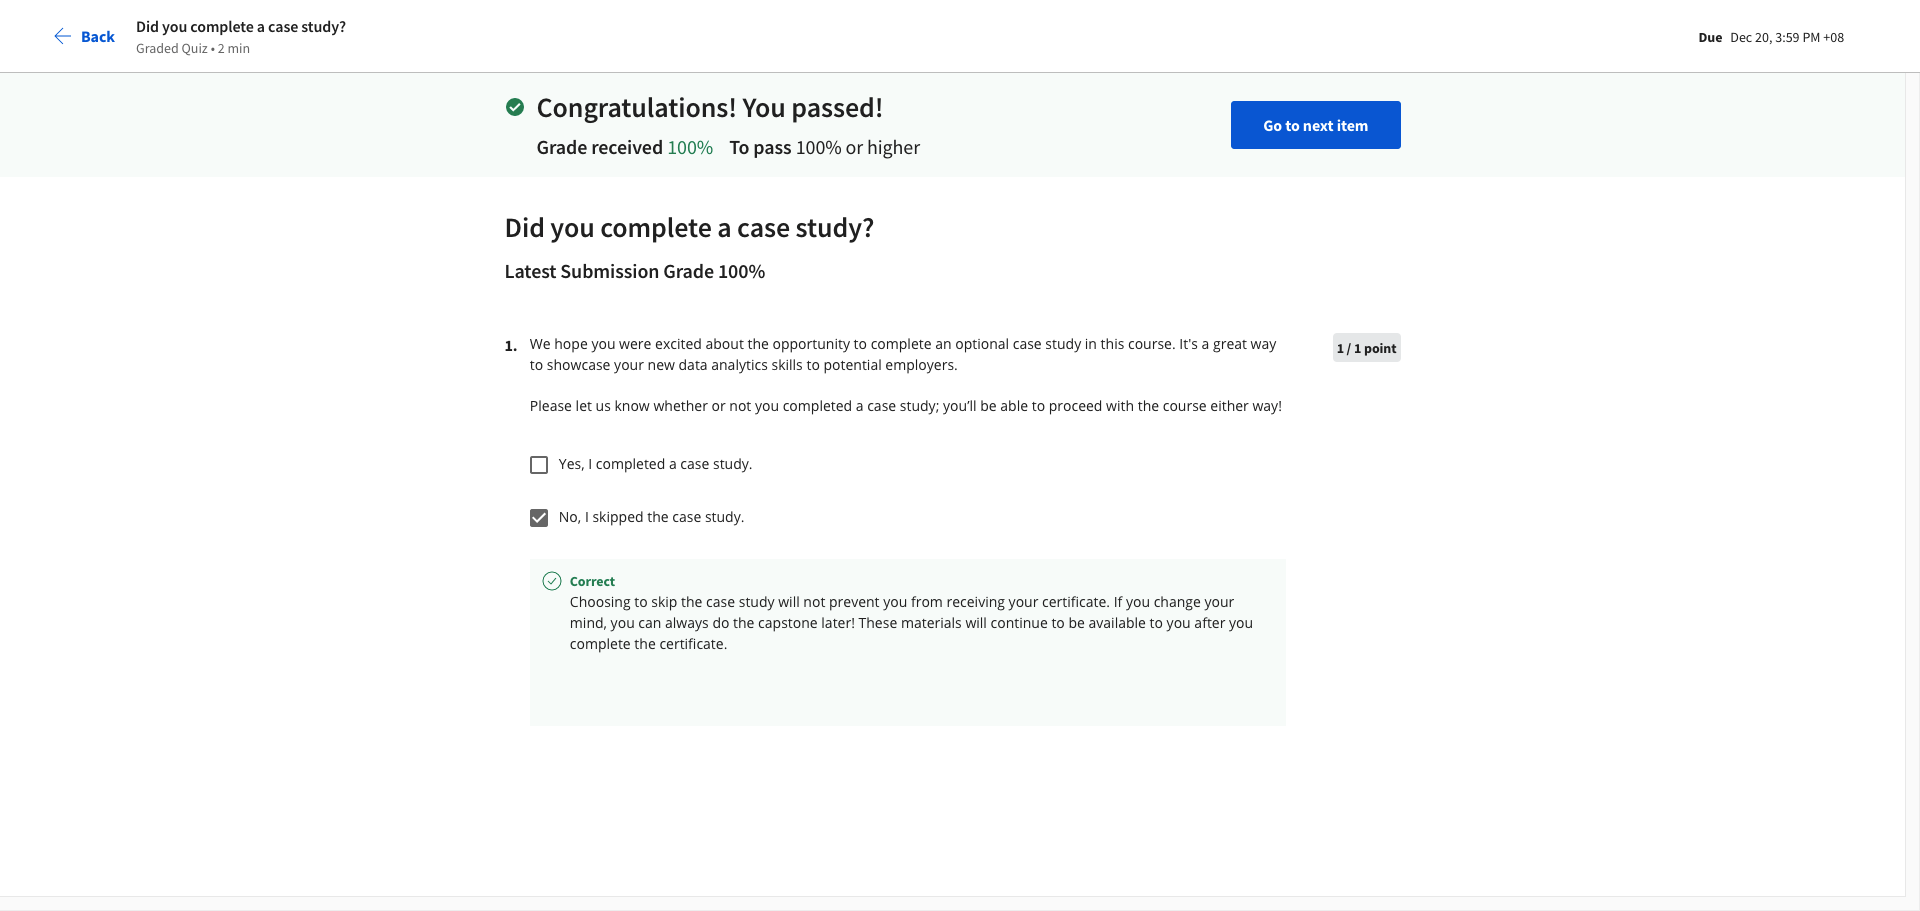 Back
Did you complete a case study?
Graded Quiz • 2 min
Due Dec 20, 3:59 PM +08
Congratulations! You passed!
Grade received 100% To pass 100% or higher
Go to next item
Did you complete a case study?
Latest Submission Grade 100%
1. We hope you were excited about the opportunity to complete an optional case study in this course. It's a great way
to showcase your new data analytics skills to potential employers.
1 / 1 point
Please let us know whether or not you completed a case study; you’ll be able to proceed with the course either way!
Yes, I completed a case study.
No, I skipped the case study.
Correct
Choosing to skip the case study will not prevent you from receiving your certificate. If you change your
mind, you can always do the capstone later! These materials will continue to be available to you after you
complete the certificate.